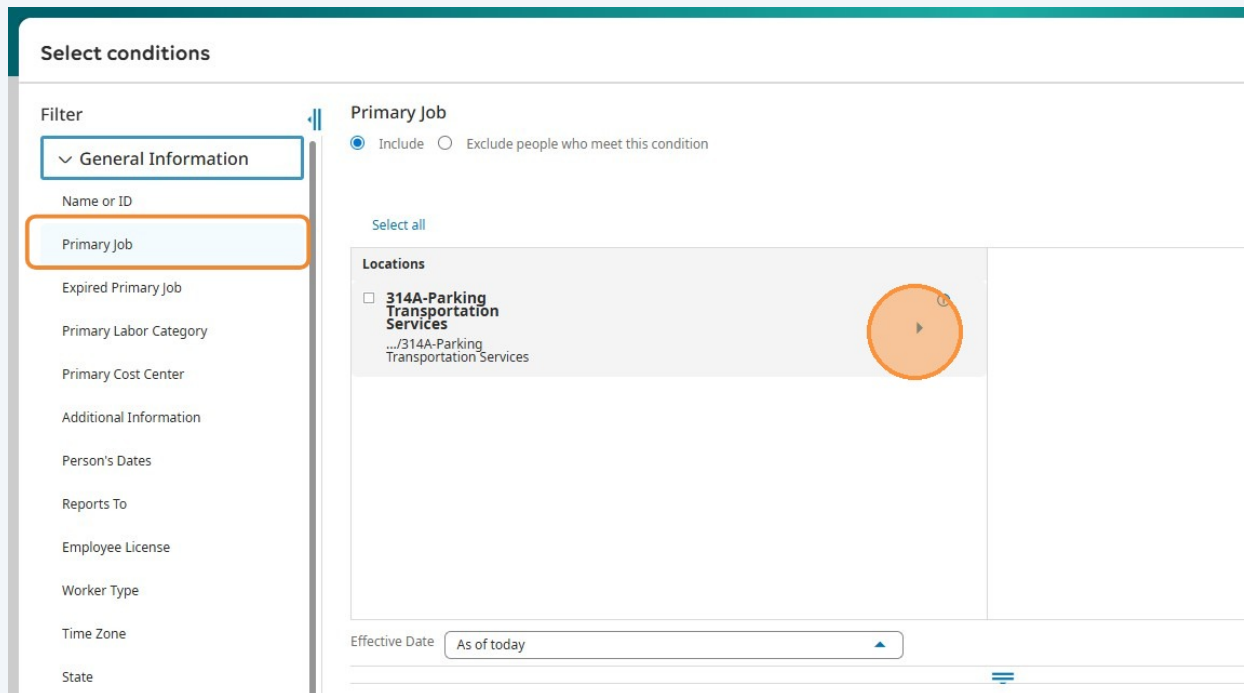 Select conditions
Filter
General Information
Name or ID
Primary Job
Expired Primary Job
Primary Labor Category
Primary Cost Center
Additional Information
Person's Dates
Reports To
Employee License
Worker Type
Time Zone
State
Primary Job
Include
Exclude people who meet this condition
Select all
Locations
314A-Parking
Transportation
Services
.../314A-Parking
Transportation Services
Effective Date
As of today